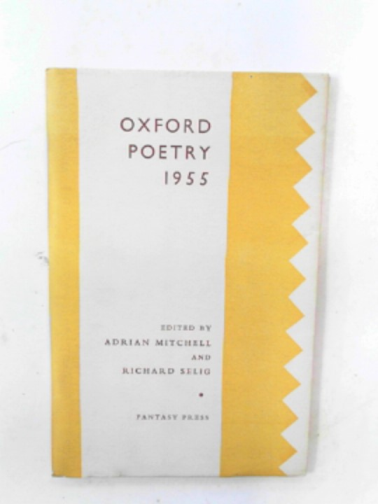 OXFORD
POETRY
1955
EDITED BY
ADRIAN MITCHELL
AND
RICHARD SELIG
FANTASY PRESS